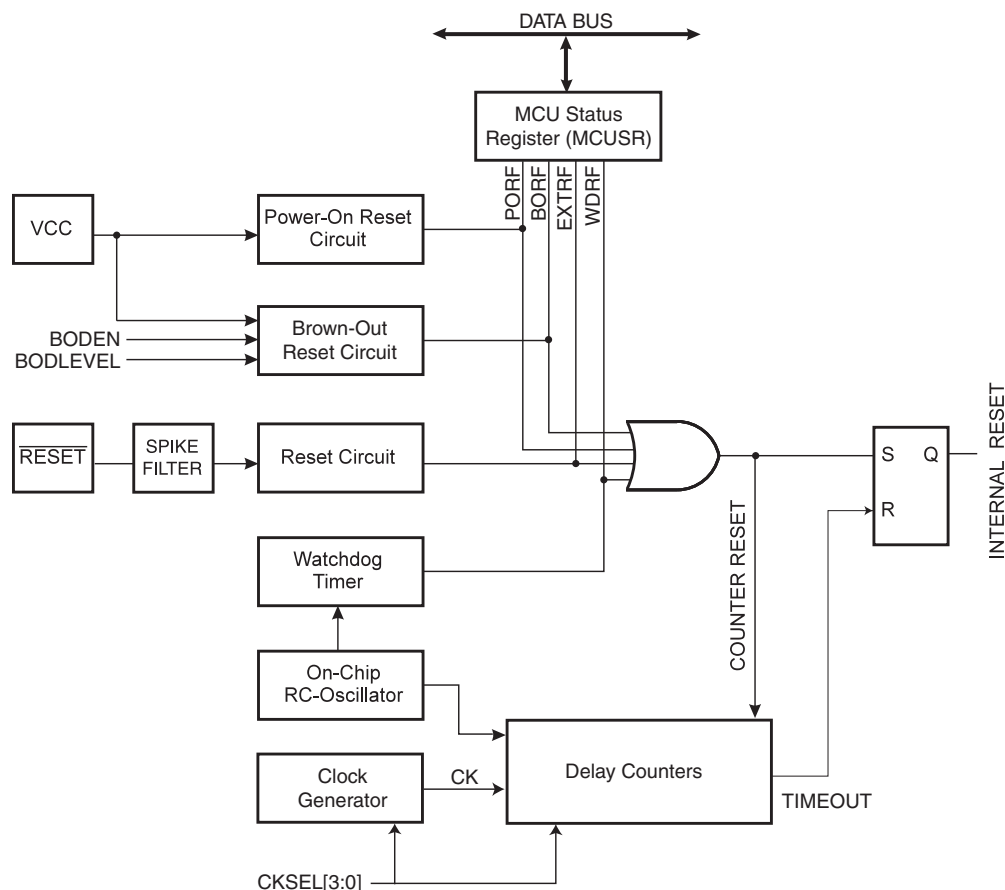 DATA BUS
MCU Status
Register (MCUSR)
PORF
BORF
EXTRF
WDRF
VCC
Power-On Reset
Circuit
BODEN
BODLEVEL
Brown-Out
Reset Circuit
RESET
SPIKE
FILTER
Reset Circuit
S
Q
R
INTERNAL RESET
COUNTER RESET
Watchdog
Timer
On-Chip
RC-Oscillator
Clock
Generator
CK
Delay Counters
TIMEOUT
CKSEL[3:0]